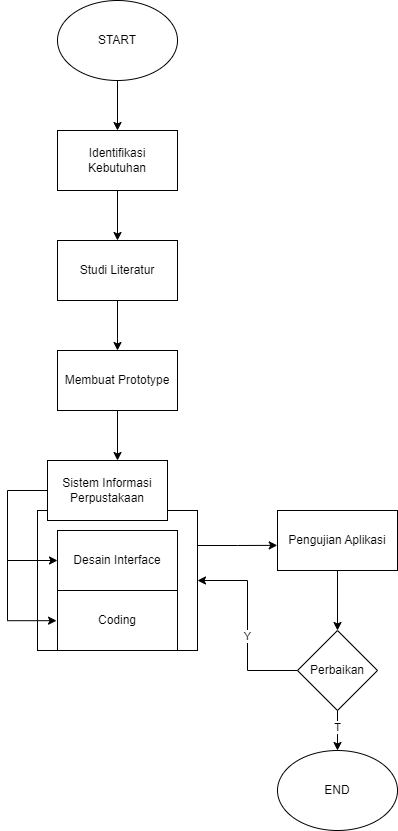 START
Identifikasi
Kebutuhan
Studi Literatur
Membuat Prototype
Sistem Informasi
Perpustakaan
Desain Interface
Coding
Pengujian Aplikasi
Perbaikan
Y
T
END